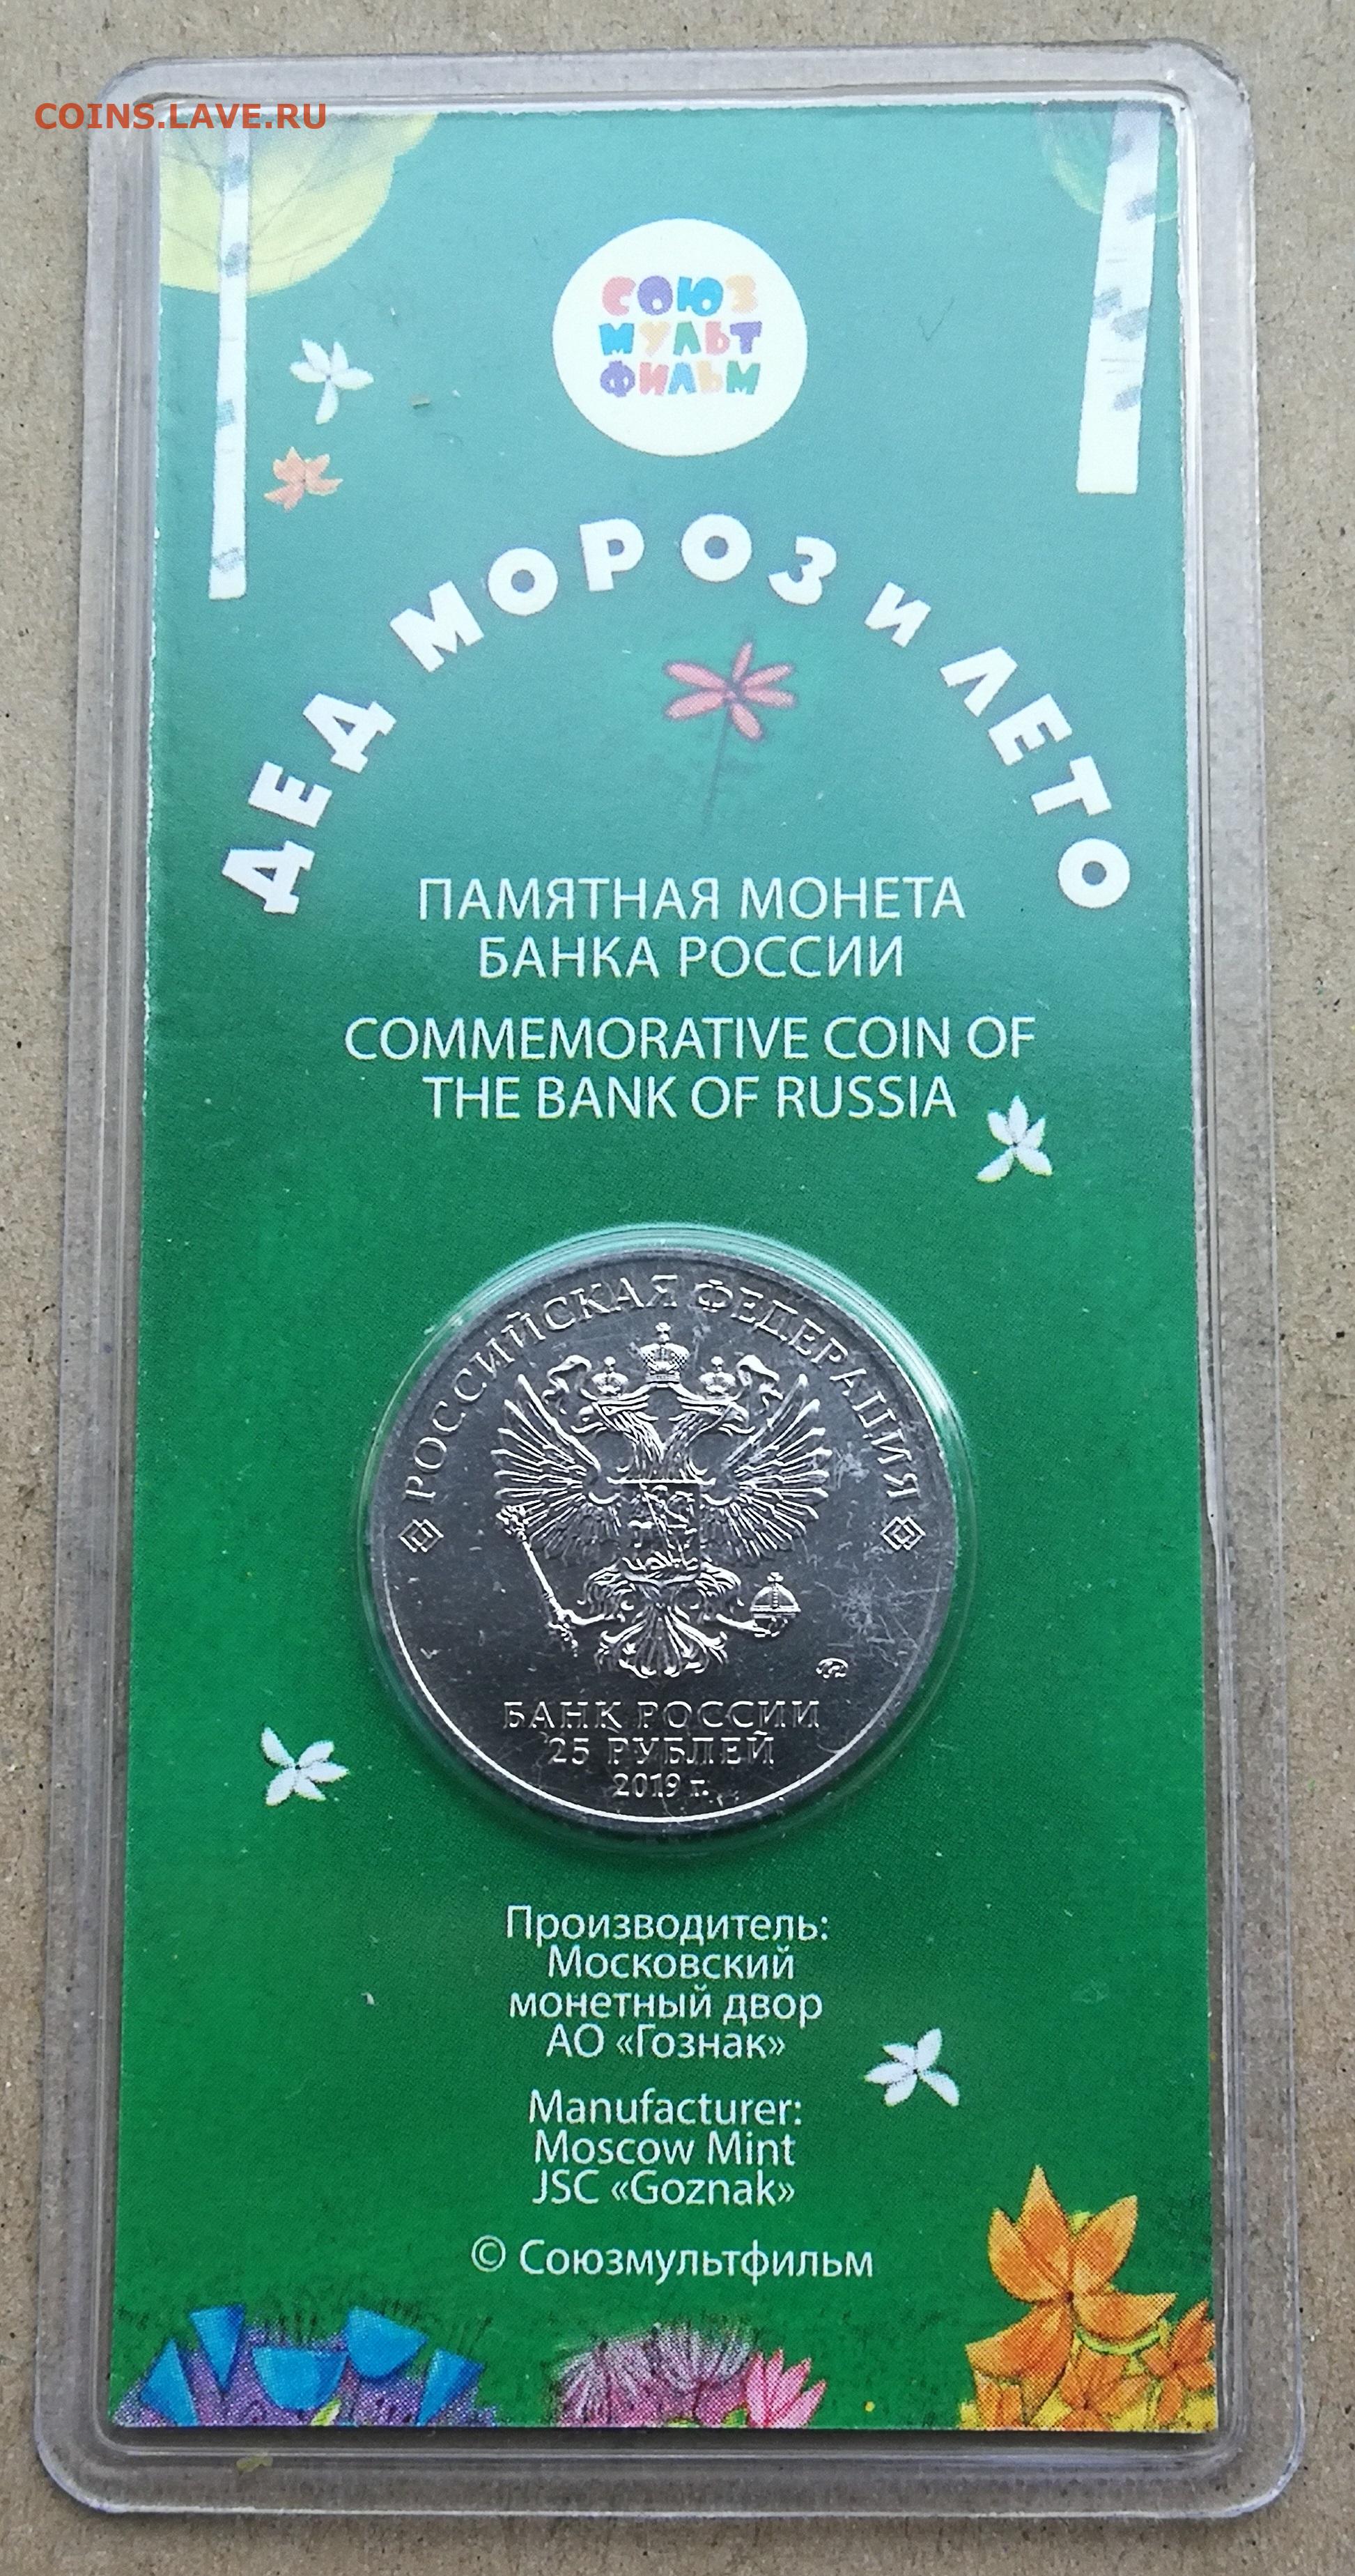 COINS.LAVE.RU
СОЮЗ
МУЛЬТ
ФИЛЬМ
ДЕД МОРОЗ и ЛЕТО
ПАМЯТНАЯ МОНЕТА
БАНКА РОССИИ
COMMEMORATIVE COIN OF
THE BANK OF RUSSIA
РОССИЙСКАЯ ФЕДЕРАЦИЯ
БАНК РОССИИ
25 РУБЛЕЙ
2019 г.
Производитель:
Московский
монетный двор
АО «Гознак»
Manufacturer:
Moscow Mint
JSC «Goznak»
© Союзмультфильм